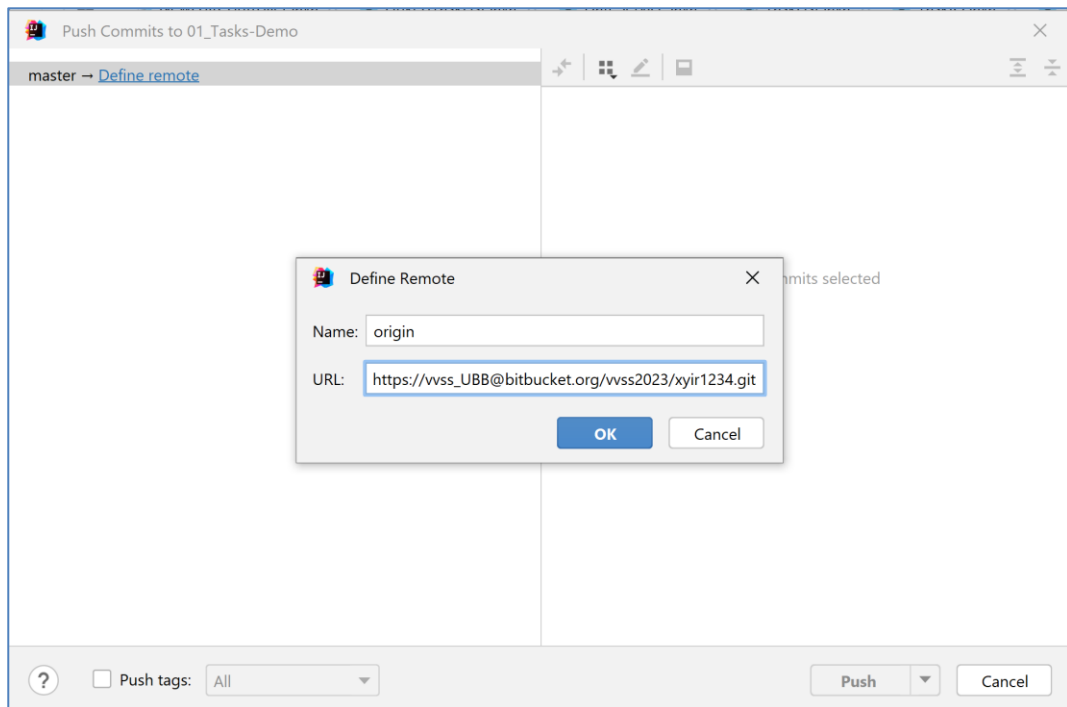 Push Commits to 01_Tasks-Demo
master → Define remote
mmits selected
Define Remote
Name: origin
URL: https://vvss_UBB@bitbucket.org/vvss2023/xyir1234.git
OK Cancel
? Push tags: All Push Cancel